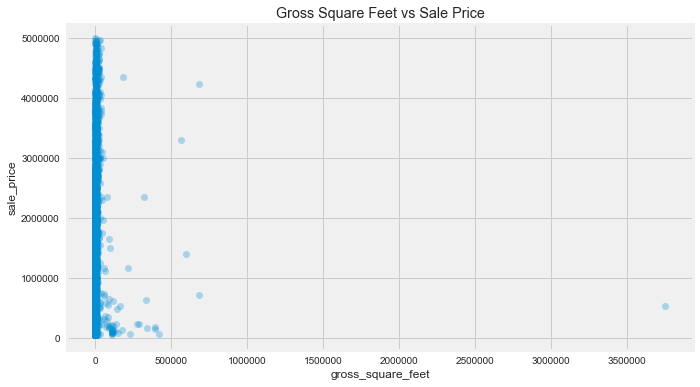 Gross Square Feet vs Sale Price
5000000
4000000
3000000
2000000
1000000
0
sale_price
0 500000 1000000 1500000 2000000 2500000 3000000 3500000
gross_square_feet